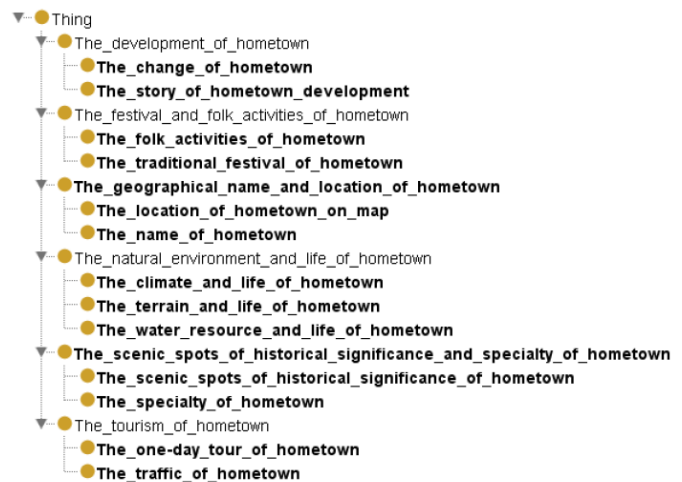 Thing
The_development_of_hometown
The_change_of_hometown
The_story_of_hometown_development
The_festival_and_folk_activities_of_hometown
The_folk_activities_of_hometown
The_traditional_festival_of_hometown
The_geographical_name_and_location_of_hometown
The_location_of_hometown_on_map
The_name_of_hometown
The_natural_environment_and_life_of_hometown
The_climate_and_life_of_hometown
The_terrain_and_life_of_hometown
The_water_resource_and_life_of_hometown
The_scenic_spots_of_historical_significance_and_specialty_of_hometown
The_scenic_spots_of_historical_significance_of_hometown
The_specialty_of_hometown
The_tourism_of_hometown
The_one-day_tour_of_hometown
The_traffic_of_hometown